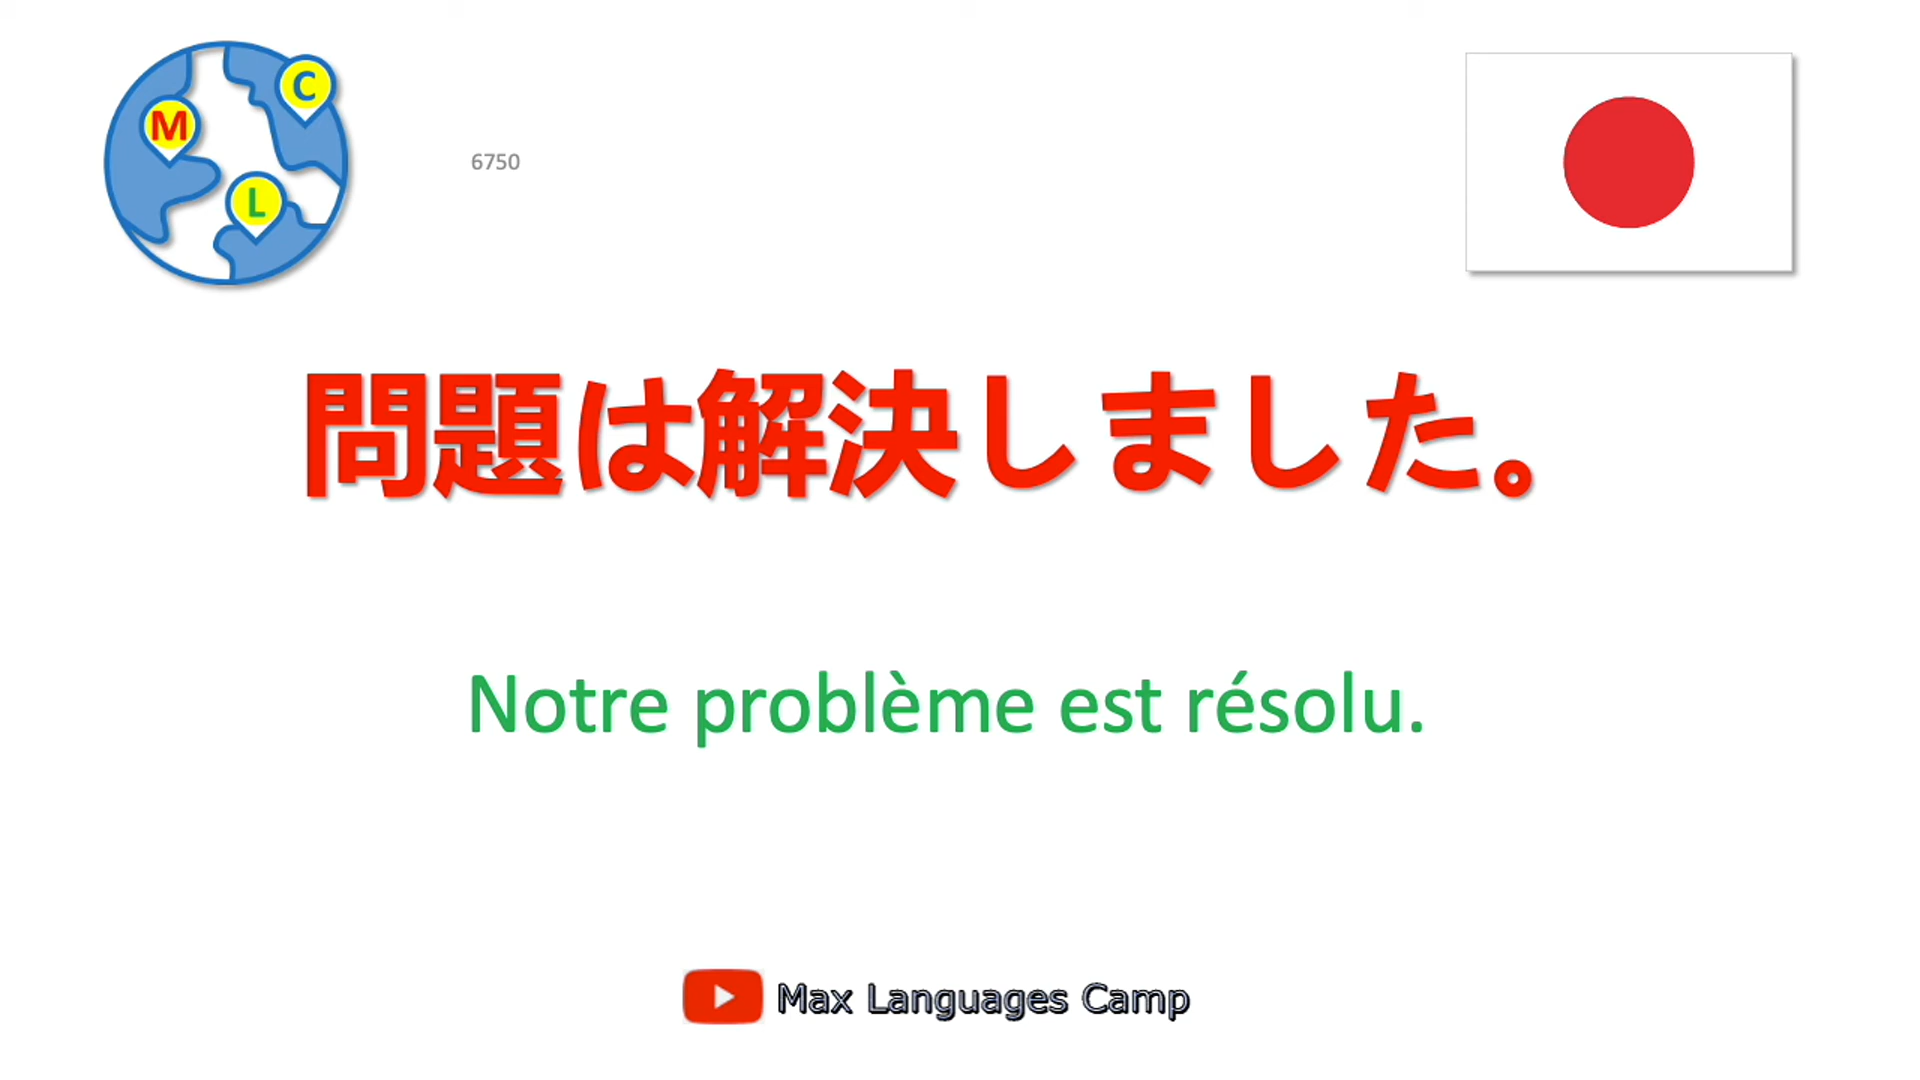 C
M
L
6750
問題は解決しました。
Notre problème est résolu.
Max Languages Camp